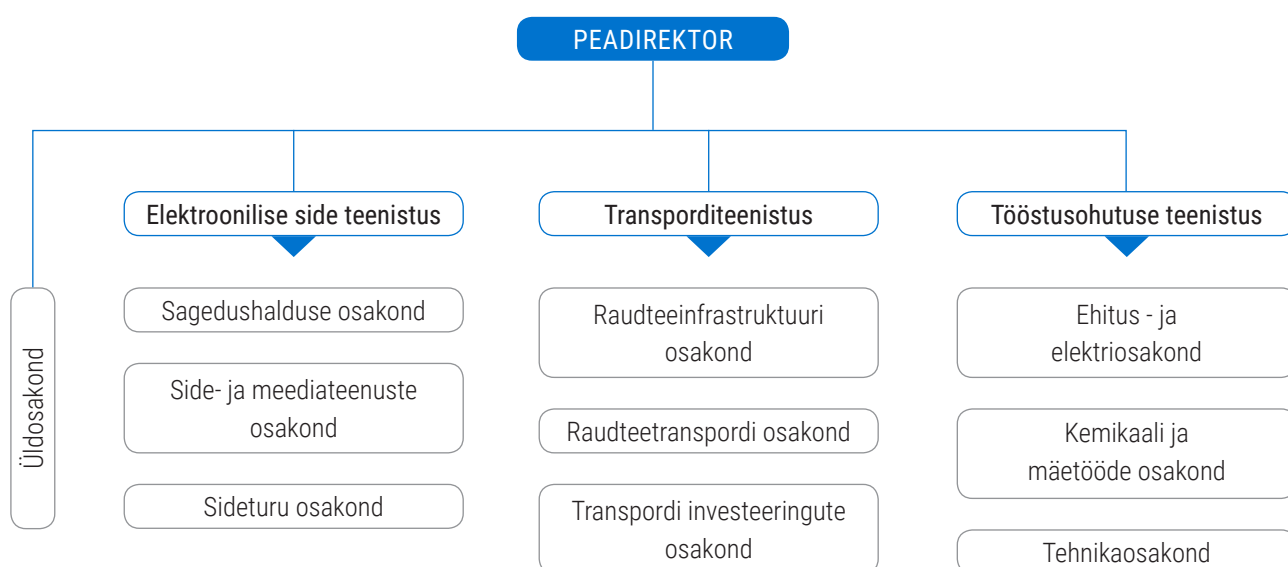 PEADIREKTOR
Elektroonilise side teenistus
Transporditeenistus
Tööstusohutuse teenistus
Üldosakond
Sagedushalduse osakond
Side- ja meediateenuste
osakond
Sideturu osakond
Raudteeinfrastruktuuri
osakond
Raudteetranspordi osakond
Transpordi investeeringute
osakond
Ehitus - ja
elektriosakond
Kemikaali ja
mäetööde osakond
Tehnikaosakond